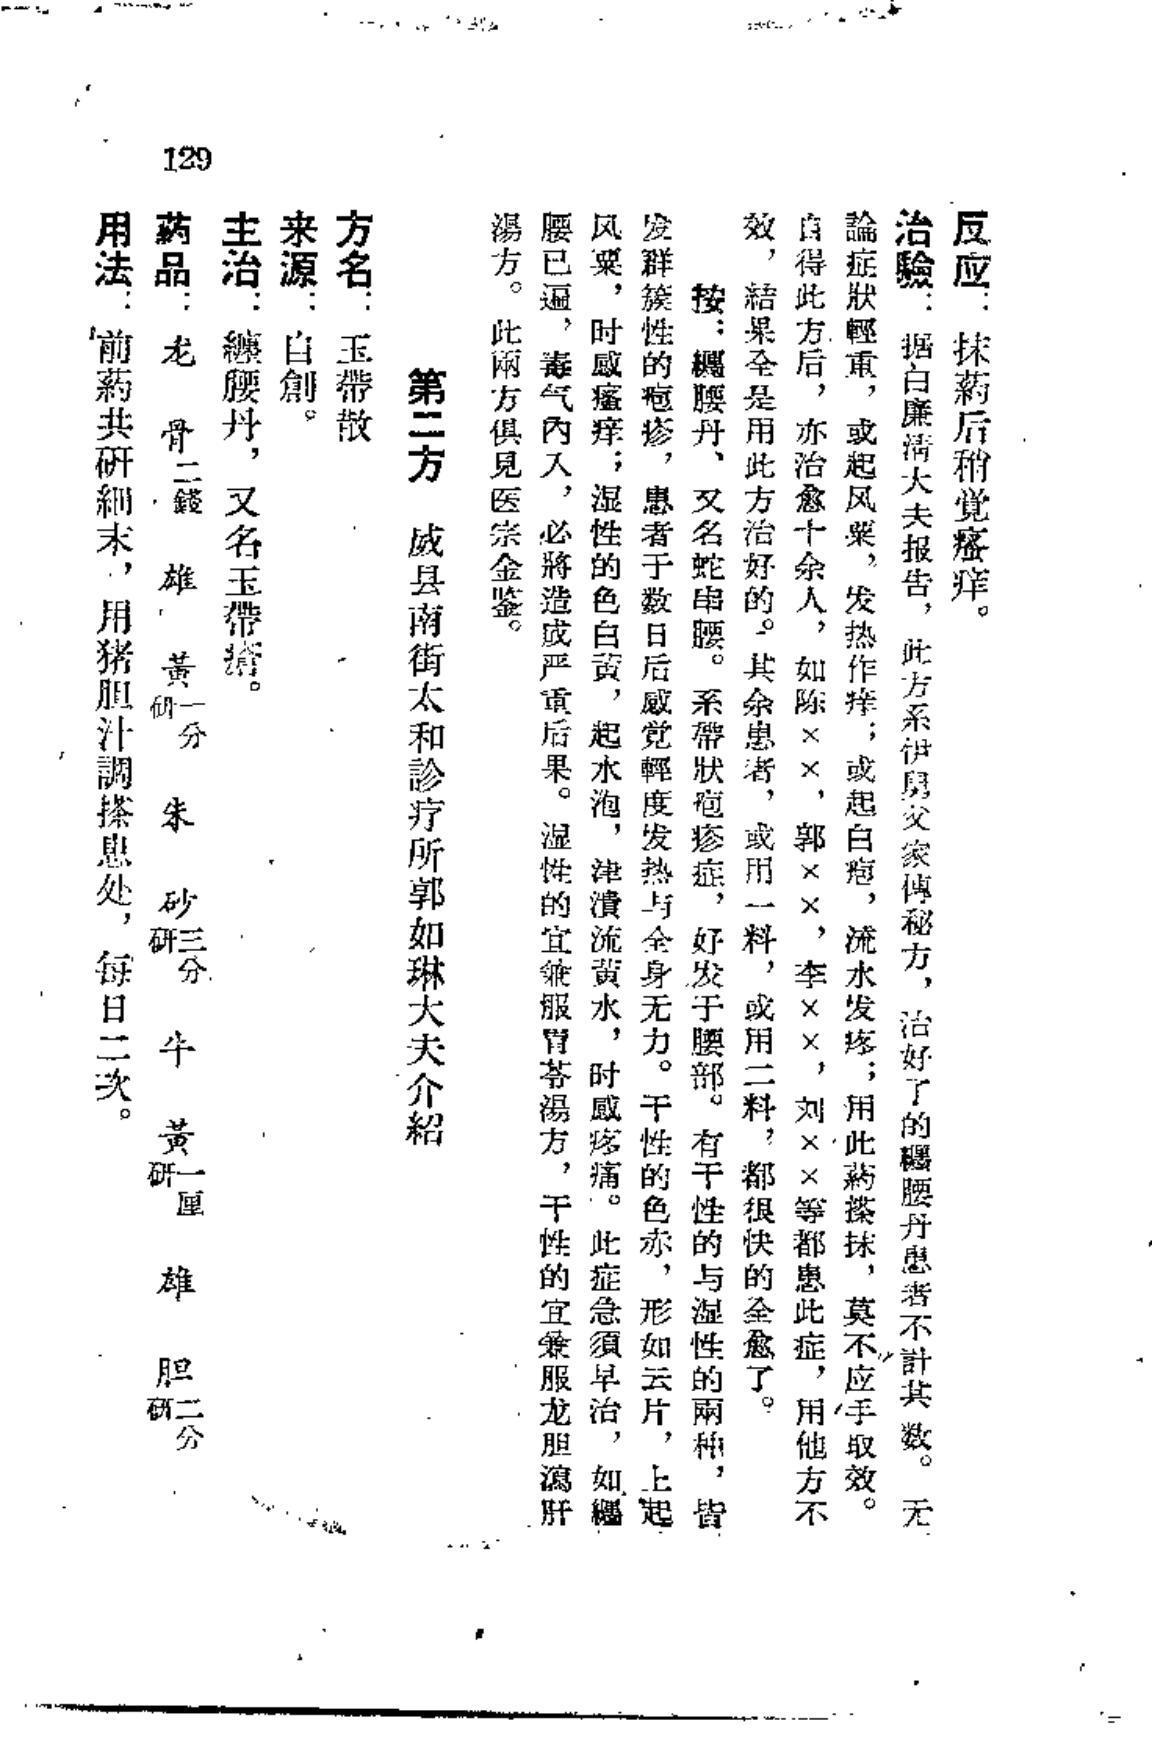 反应：抹葯后稍覚瘙痒。
治驗：据白廉清大夫报告，此方系伊舅父家傳秘方，治好了的纒腰丹患者不計其数。无
論症狀輕重，或起风粟，发热作痒；或起白疱，流水发疼；用此葯搽抹，莫不应手取效。
自得此方后，亦治愈十余人，如陈××，郭××，李××，刘××等都患此症，用他方不
效，結果全是用此方治好的。其余患者，或用一料，或用二料，都很快的全愈了。
按：纒腰丹、又名蛇串腰。系帶狀疱疹症，好发于腰部。有干性的与湿性的兩种，皆
发群簇性的疱疹，患者于数日后感觉輕度发热与全身无力。干性的色赤，形如云片，上起
风粟，时感瘙痒；湿性的色白黄，起水泡，津潰流黄水，时感疼痛。此症急須早治，如纒
腰已遍，毒气內入，必將造成严重后果。湿性的宜兼服胃苓湯方，干性的宜兼服龙胆瀉肝
湯方。此兩方俱見医宗金鉴。
第二方　威县南街太和診疗所郭如琳大夫介紹
方名：玉帶散
来源：自創。
主治：纏腰丹，又名玉帶瘡。
葯品：龙骨二錢　雄黃一分研　朱砂三分研　牛黃一厘研　雄胆二分研
用法：前葯共研細末，用猪胆汁調搽患处，每日二次。
129